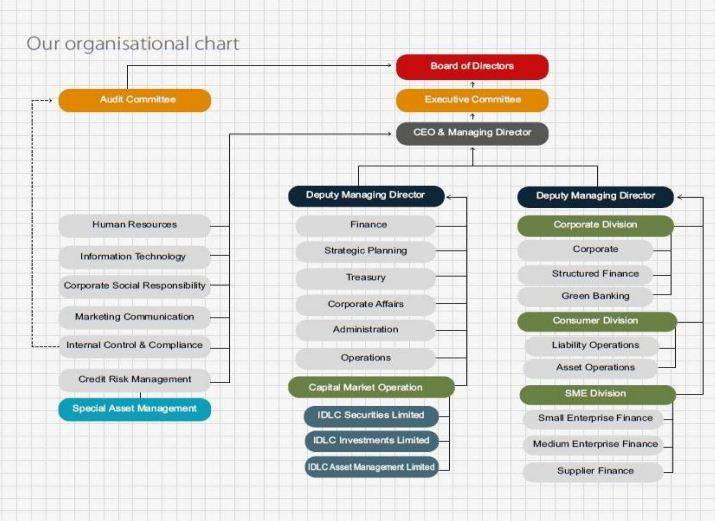 Our organisational chart
Board of Directors
Audit Committee
Executive Committee
CEO & Managing Director
Human Resources
Information Technology
Corporate Social Responsibility
Marketing Communication
Internal Control & Compliance
Credit Risk Management
Special Asset Management
Deputy Managing Director
Finance
Strategic Planning
Treasury
Corporate Affairs
Administration
Operations
Capital Market Operation
IDLC Securities Limited
IDLC Investments Limited
IDLC Asset Management Limited
Deputy Managing Director
Corporate Division
Corporate
Structured Finance
Green Banking
Consumer Division
Liability Operations
Asset Operations
SME Division
Small Enterprise Finance
Medium Enterprise Finance
Supplier Finance